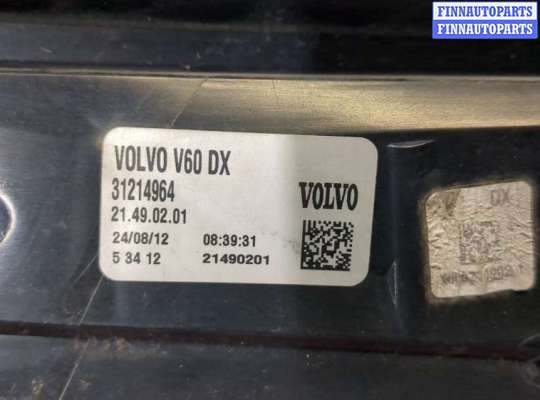 FINNAUTOPARTS
FINNAUTOPARTS
VOLVO V60 DX
31214964
VOLVO
21.49.02.01
24/08/12 08:39:31
5 34 12 21490201
DX